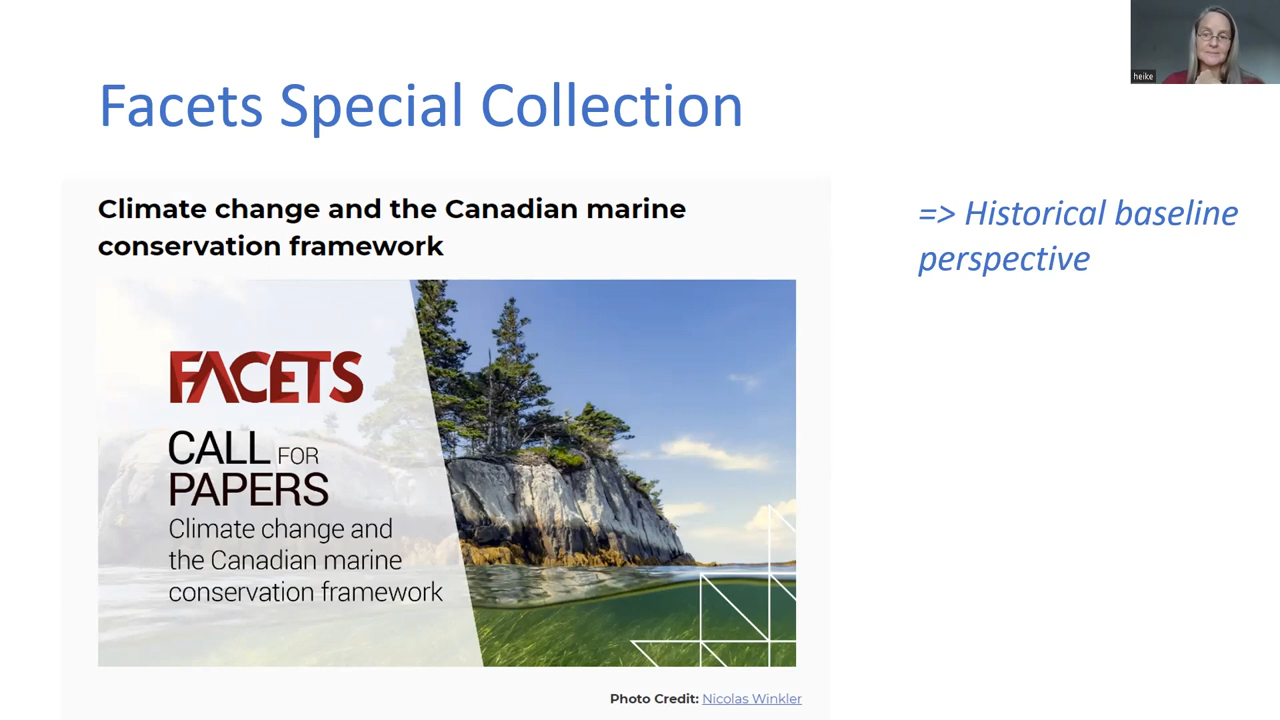 heike
Facets Special Collection
Climate change and the Canadian marine
conservation framework
=> Historical baseline
perspective
FACETS
CALL FOR
PAPERS
Climate change and
the Canadian marine
conservation framework
Photo Credit: Nicolas Winkler